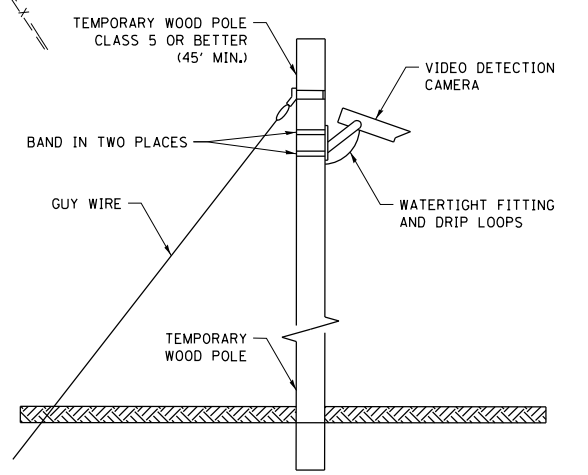 TEMPORARY WOOD POLE
CLASS 5 OR BETTER
(45' MIN.)
VIDEO DETECTION
CAMERA
BAND IN TWO PLACES
GUY WIRE
WATERTIGHT FITTING
AND DRIP LOOPS
TEMPORARY
WOOD POLE